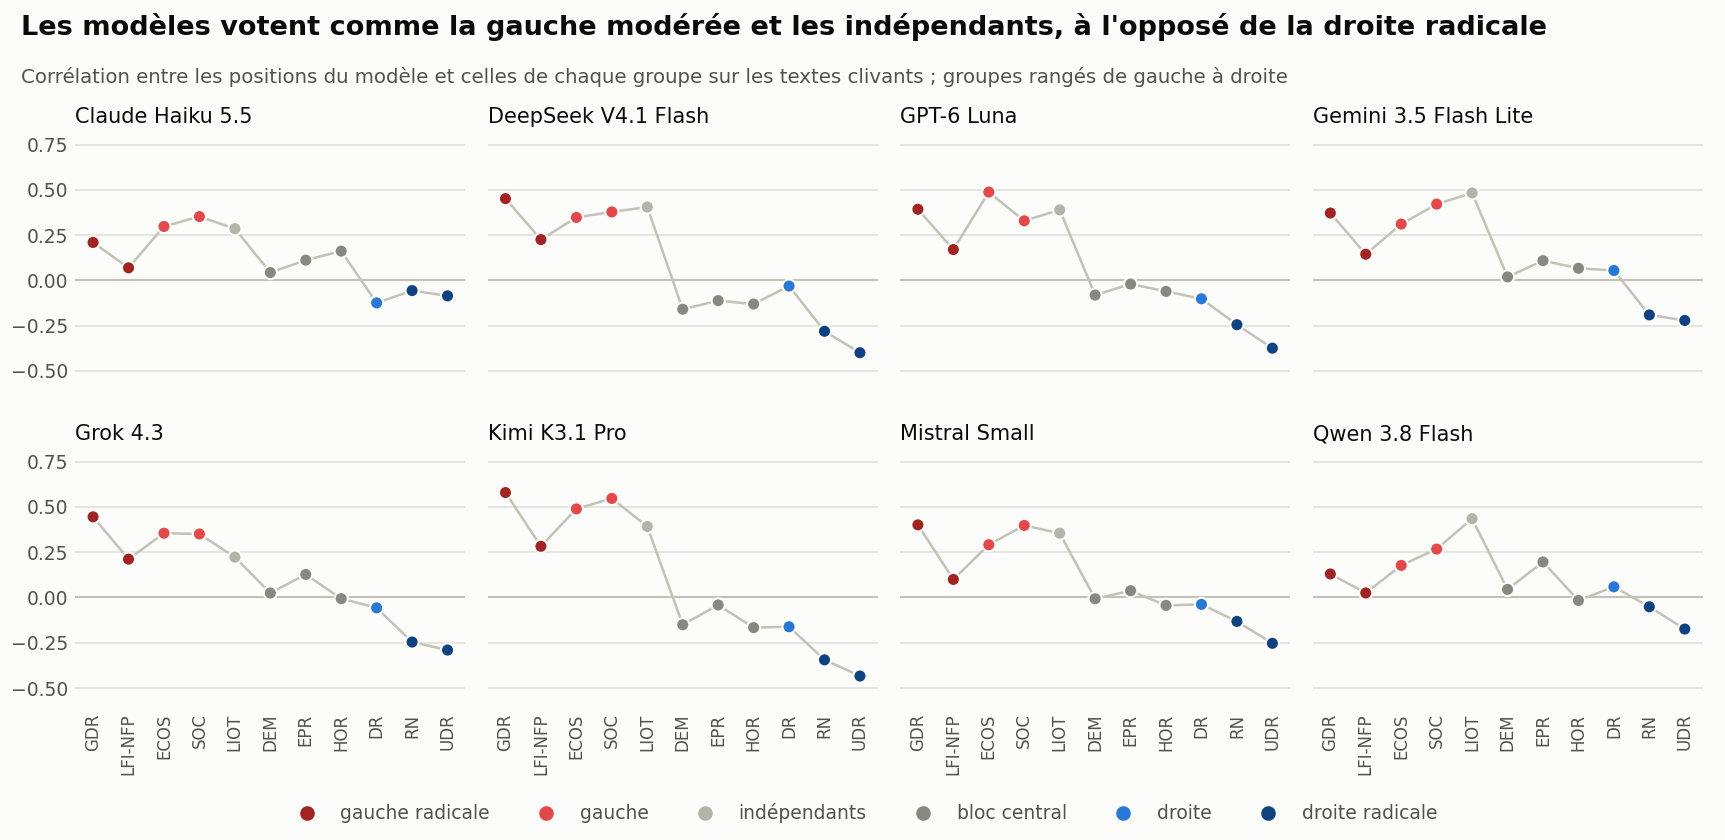 Les modèles votent comme la gauche modérée et les indépendants, à l'opposé de la droite radicale
Corrélation entre les positions du modèle et celles de chaque groupe sur les textes clivants ; groupes rangés de gauche à droite
Claude Haiku 5.5
DeepSeek V4.1 Flash
GPT-6 Luna
Gemini 3.5 Flash Lite
0.75
0.50
0.25
0.00
−0.25
−0.50
Grok 4.3
Kimi K3.1 Pro
Mistral Small
Qwen 3.8 Flash
0.75
0.50
0.25
0.00
−0.25
−0.50
GDR
LFI-NFP
ECOS
SOC
LIOT
DEM
EPR
HOR
DR
RN
UDR
GDR
LFI-NFP
ECOS
SOC
LIOT
DEM
EPR
HOR
DR
RN
UDR
GDR
LFI-NFP
ECOS
SOC
LIOT
DEM
EPR
HOR
DR
RN
UDR
GDR
LFI-NFP
ECOS
SOC
LIOT
DEM
EPR
HOR
DR
RN
UDR
gauche radicale
gauche
indépendants
bloc central
droite
droite radicale